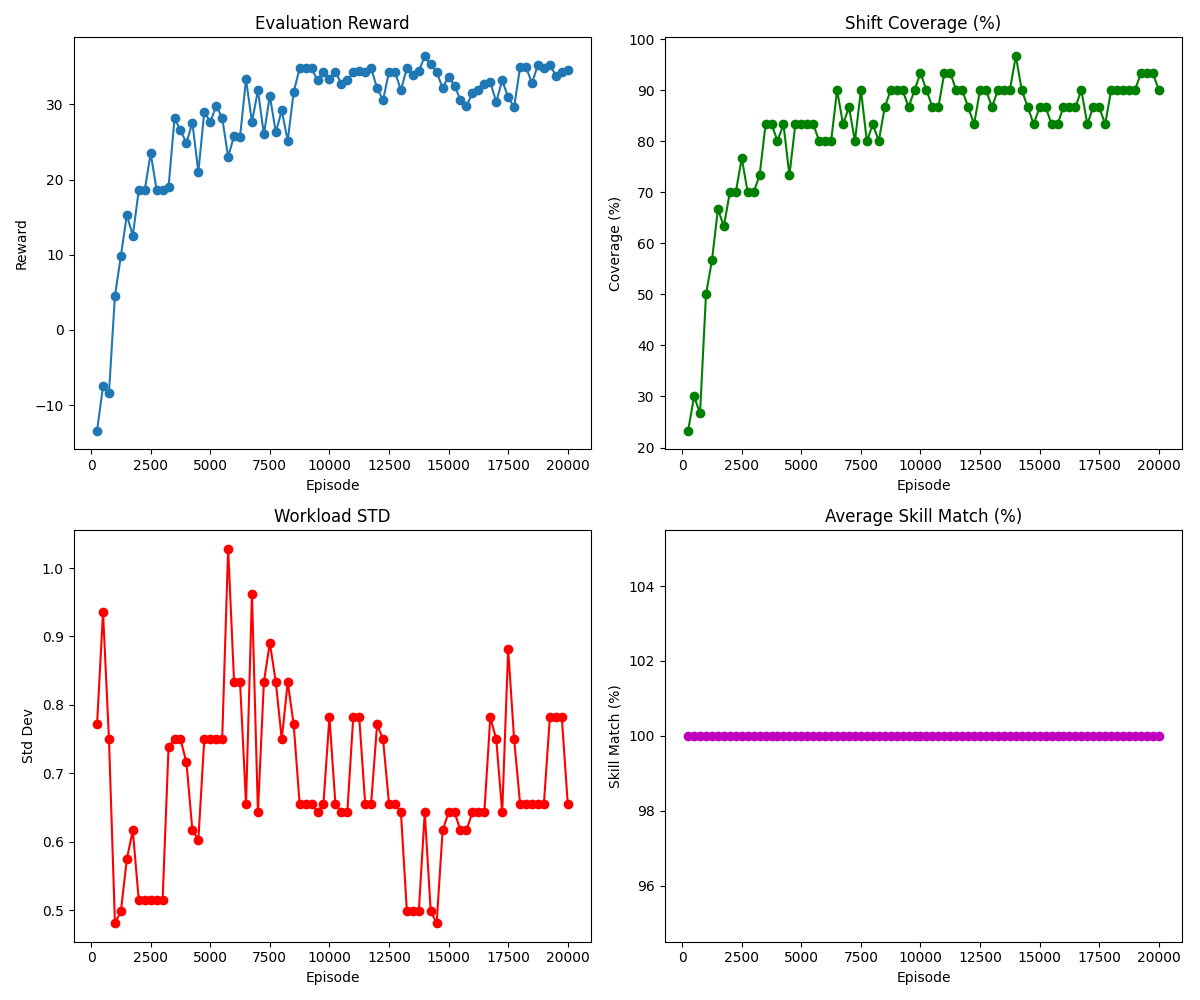 Evaluation Reward
Reward
30
20
10
0
−10
0 2500 5000 7500 10000 12500 15000 17500 20000
Episode
Shift Coverage (%)
Coverage (%)
100
90
80
70
60
50
40
30
20
0 2500 5000 7500 10000 12500 15000 17500 20000
Episode
Workload STD
Std Dev
1.0
0.9
0.8
0.7
0.6
0.5
0 2500 5000 7500 10000 12500 15000 17500 20000
Episode
Average Skill Match (%)
Skill Match (%)
104
102
100
98
96
0 2500 5000 7500 10000 12500 15000 17500 20000
Episode